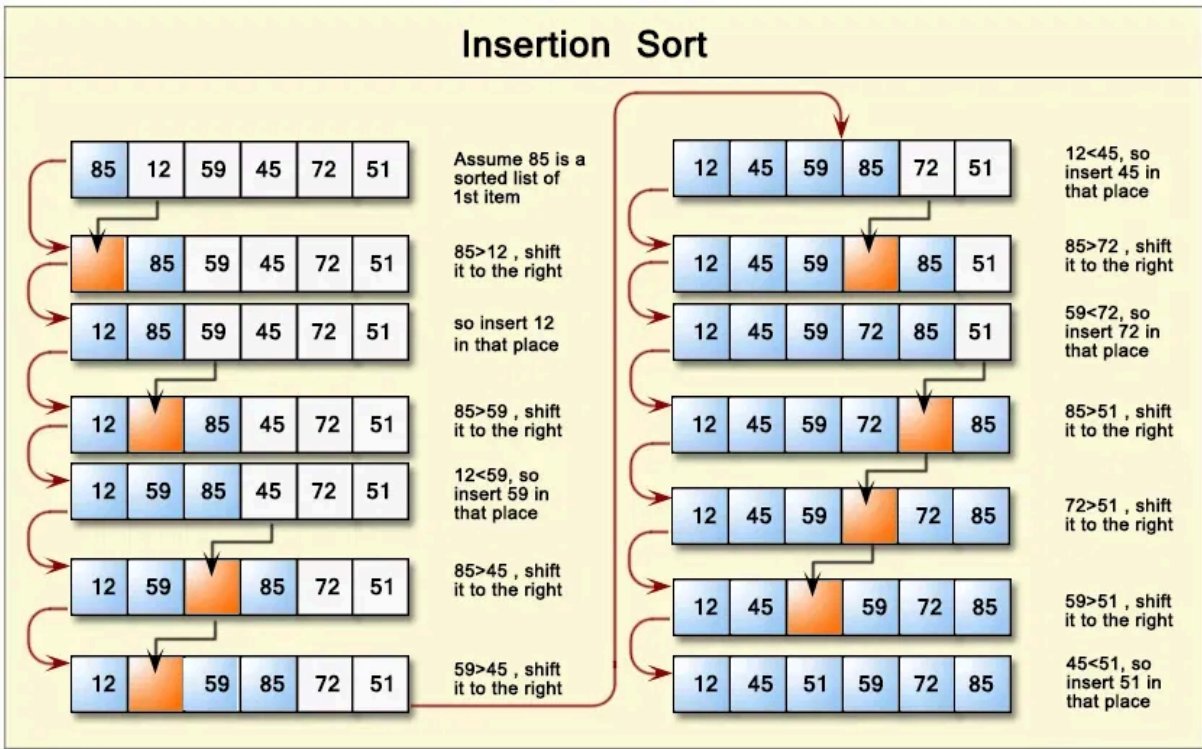 Insertion Sort
85 12 59 45 72 51
Assume 85 is a
sorted list of
1st item
85 59 45 72 51
85>12 , shift
it to the right
12 85 59 45 72 51
so insert 12
in that place
12 85 45 72 51
85>59 , shift
it to the right
12 59 85 45 72 51
12<59, so
insert 59 in
that place
12 59 85 72 51
85>45 , shift
it to the right
12 59 85 72 51
59>45 , shift
it to the right
12 45 59 85 72 51
12<45, so
insert 45 in
that place
12 45 59 85 51
85>72 , shift
it to the right
12 45 59 72 85 51
59<72, so
insert 72 in
that place
12 45 59 72 85
85>51 , shift
it to the right
12 45 59 72 85
72>51 , shift
it to the right
12 45 59 72 85
59>51 , shift
it to the right
12 45 51 59 72 85
45<51, so
insert 51 in
that place